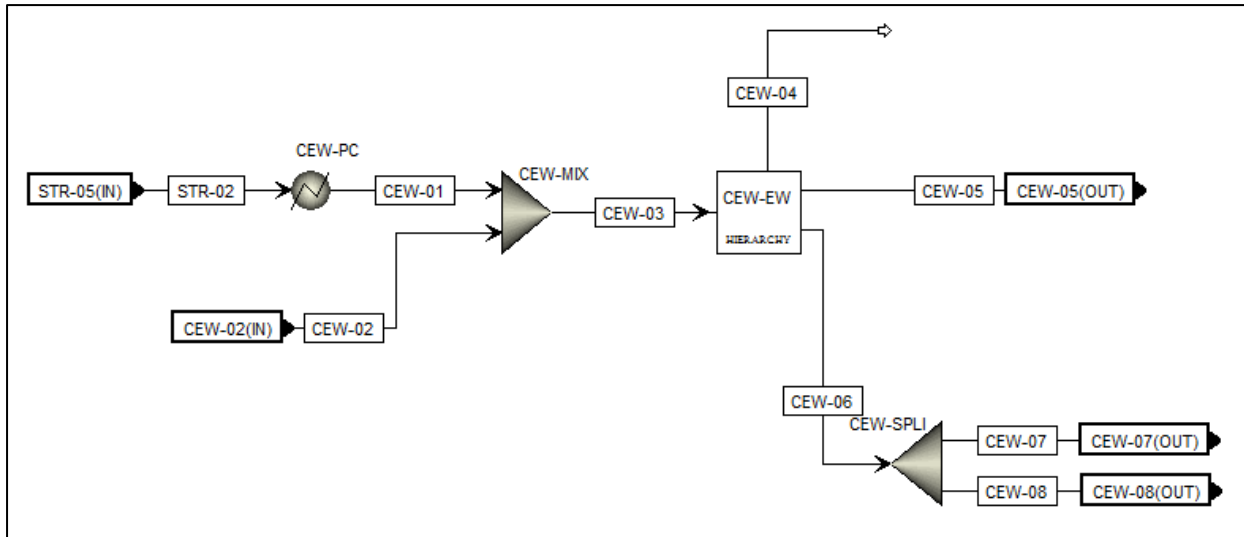 CEW-04
CEW-PC
CEW-MIX
STR-05(IN)
STR-02
CEW-01
CEW-03
CEW-EW
HIERARCHY
CEW-05
CEW-05(OUT)
CEW-02(IN)
CEW-02
CEW-06
CEW-SPLI
CEW-07
CEW-07(OUT)
CEW-08
CEW-08(OUT)